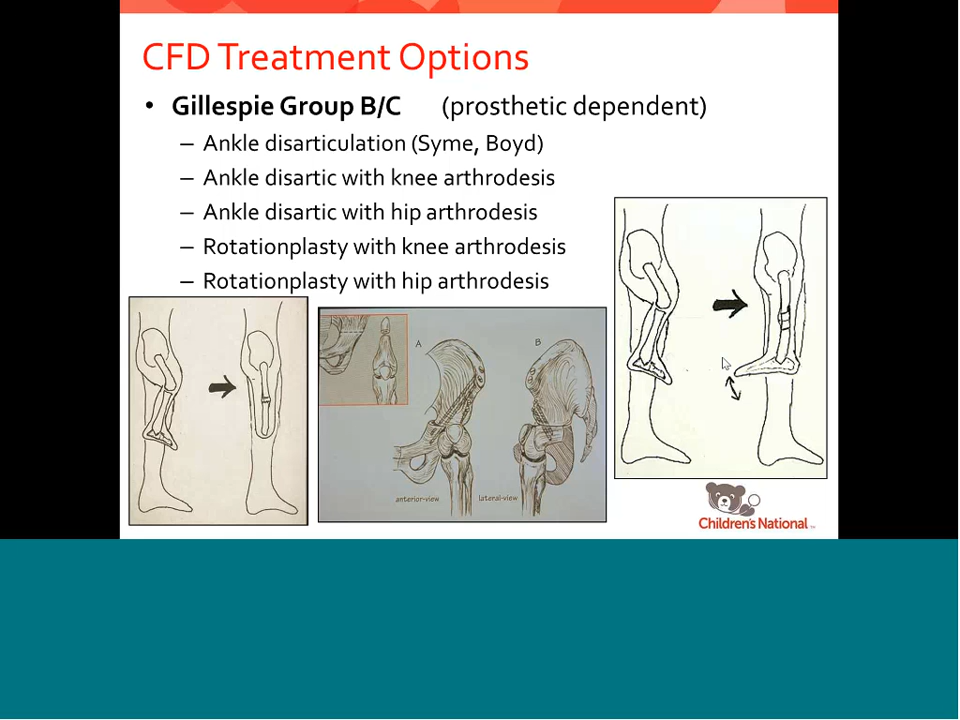 CFD Treatment Options
• Gillespie Group B/C (prosthetic dependent)
– Ankle disarticulation (Syme, Boyd)
– Ankle disartic with knee arthrodesis
– Ankle disartic with hip arthrodesis
– Rotationplasty with knee arthrodesis
– Rotationplasty with hip arthrodesis
A B
anterior-view lateral-view
Children's National